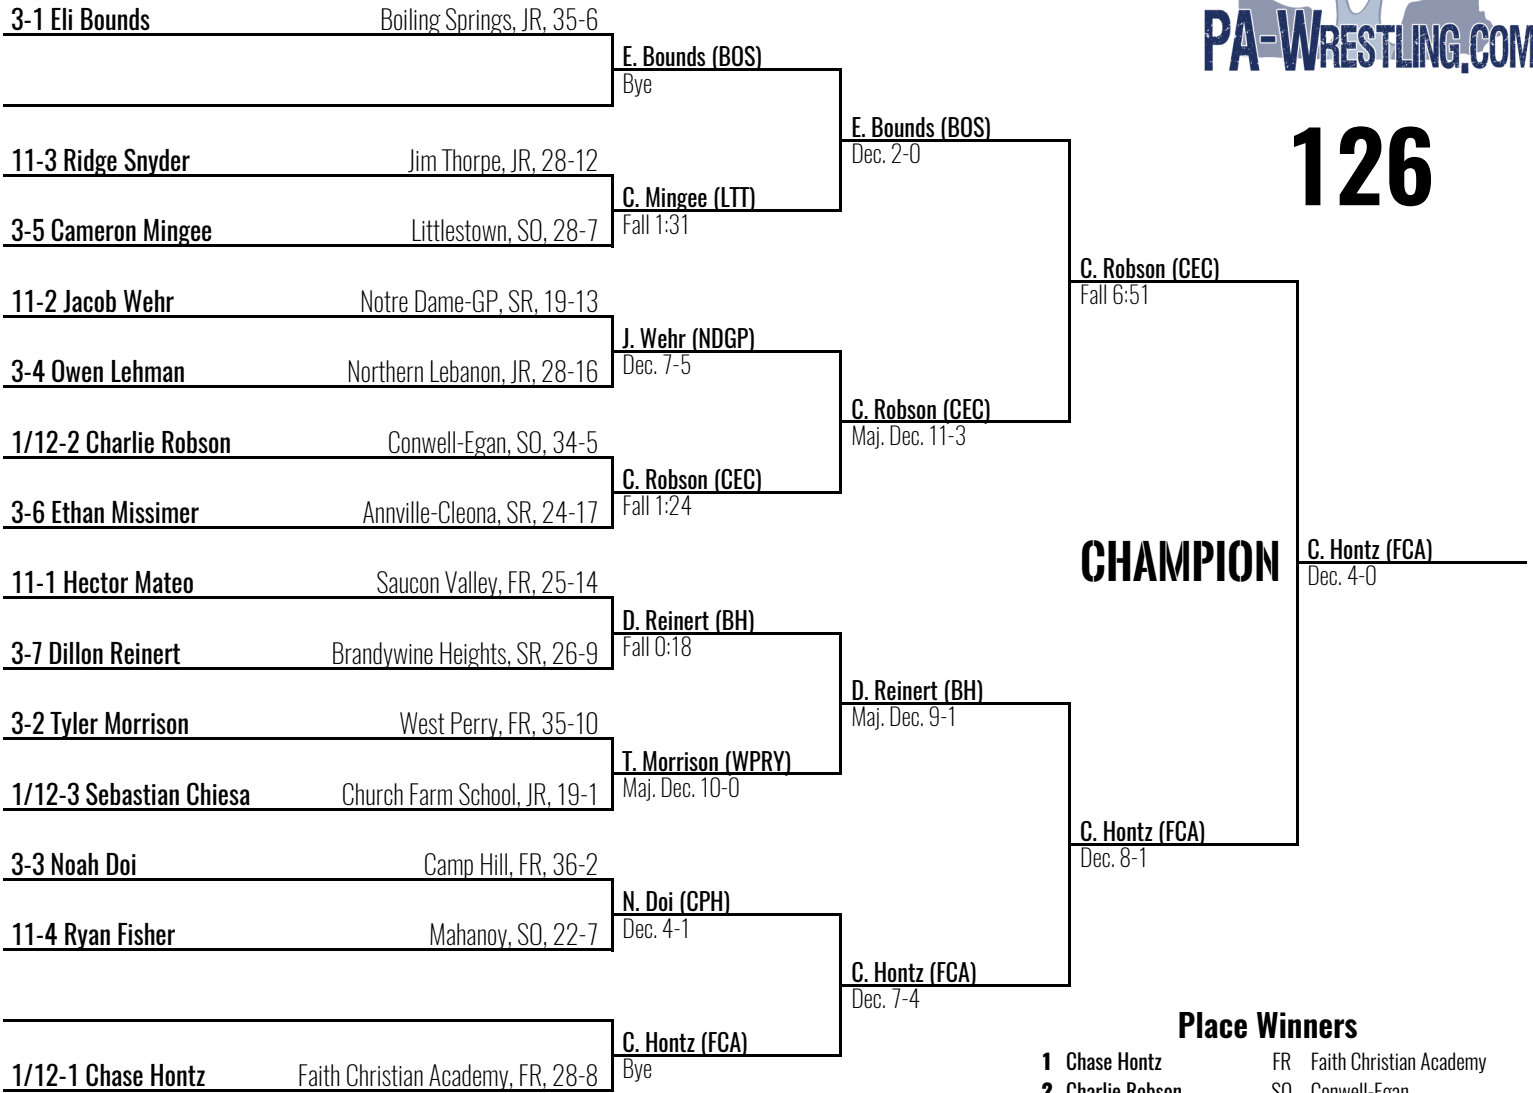 PA-WRESTLING.COM
126
3-1 Eli Bounds Boiling Springs, JR, 35-6
E. Bounds (BOS)
Bye
E. Bounds (BOS)
Dec. 2-0
11-3 Ridge Snyder Jim Thorpe, JR, 28-12
C. Mingee (LTT)
Fall 1:31
3-5 Cameron Mingee Littlestown, SO, 28-7
C. Robson (CEC)
Fall 6:51
11-2 Jacob Wehr Notre Dame-GP, SR, 19-13
J. Wehr (NDGP)
Dec. 7-5
3-4 Owen Lehman Northern Lebanon, JR, 28-16
C. Robson (CEC)
Maj. Dec. 11-3
1/12-2 Charlie Robson Conwell-Egan, SO, 34-5
C. Robson (CEC)
Fall 1:24
3-6 Ethan Missimer Annville-Cleona, SR, 24-17
CHAMPION
C. Hontz (FCA)
Dec. 4-0
11-1 Hector Mateo Saucon Valley, FR, 25-14
D. Reinert (BH)
Fall 0:18
3-7 Dillon Reinert Brandywine Heights, SR, 26-9
D. Reinert (BH)
Maj. Dec. 9-1
3-2 Tyler Morrison West Perry, FR, 35-10
T. Morrison (WPRY)
Maj. Dec. 10-0
1/12-3 Sebastian Chiesa Church Farm School, JR, 19-1
C. Hontz (FCA)
Dec. 8-1
3-3 Noah Doi Camp Hill, FR, 36-2
N. Doi (CPH)
Dec. 4-1
11-4 Ryan Fisher Mahanoy, SO, 22-7
C. Hontz (FCA)
Dec. 7-4
C. Hontz (FCA)
Bye
1/12-1 Chase Hontz Faith Christian Academy, FR, 28-8
Place Winners
1 Chase Hontz FR Faith Christian Academy
2 Charlie Robson SO Conwell-Egan